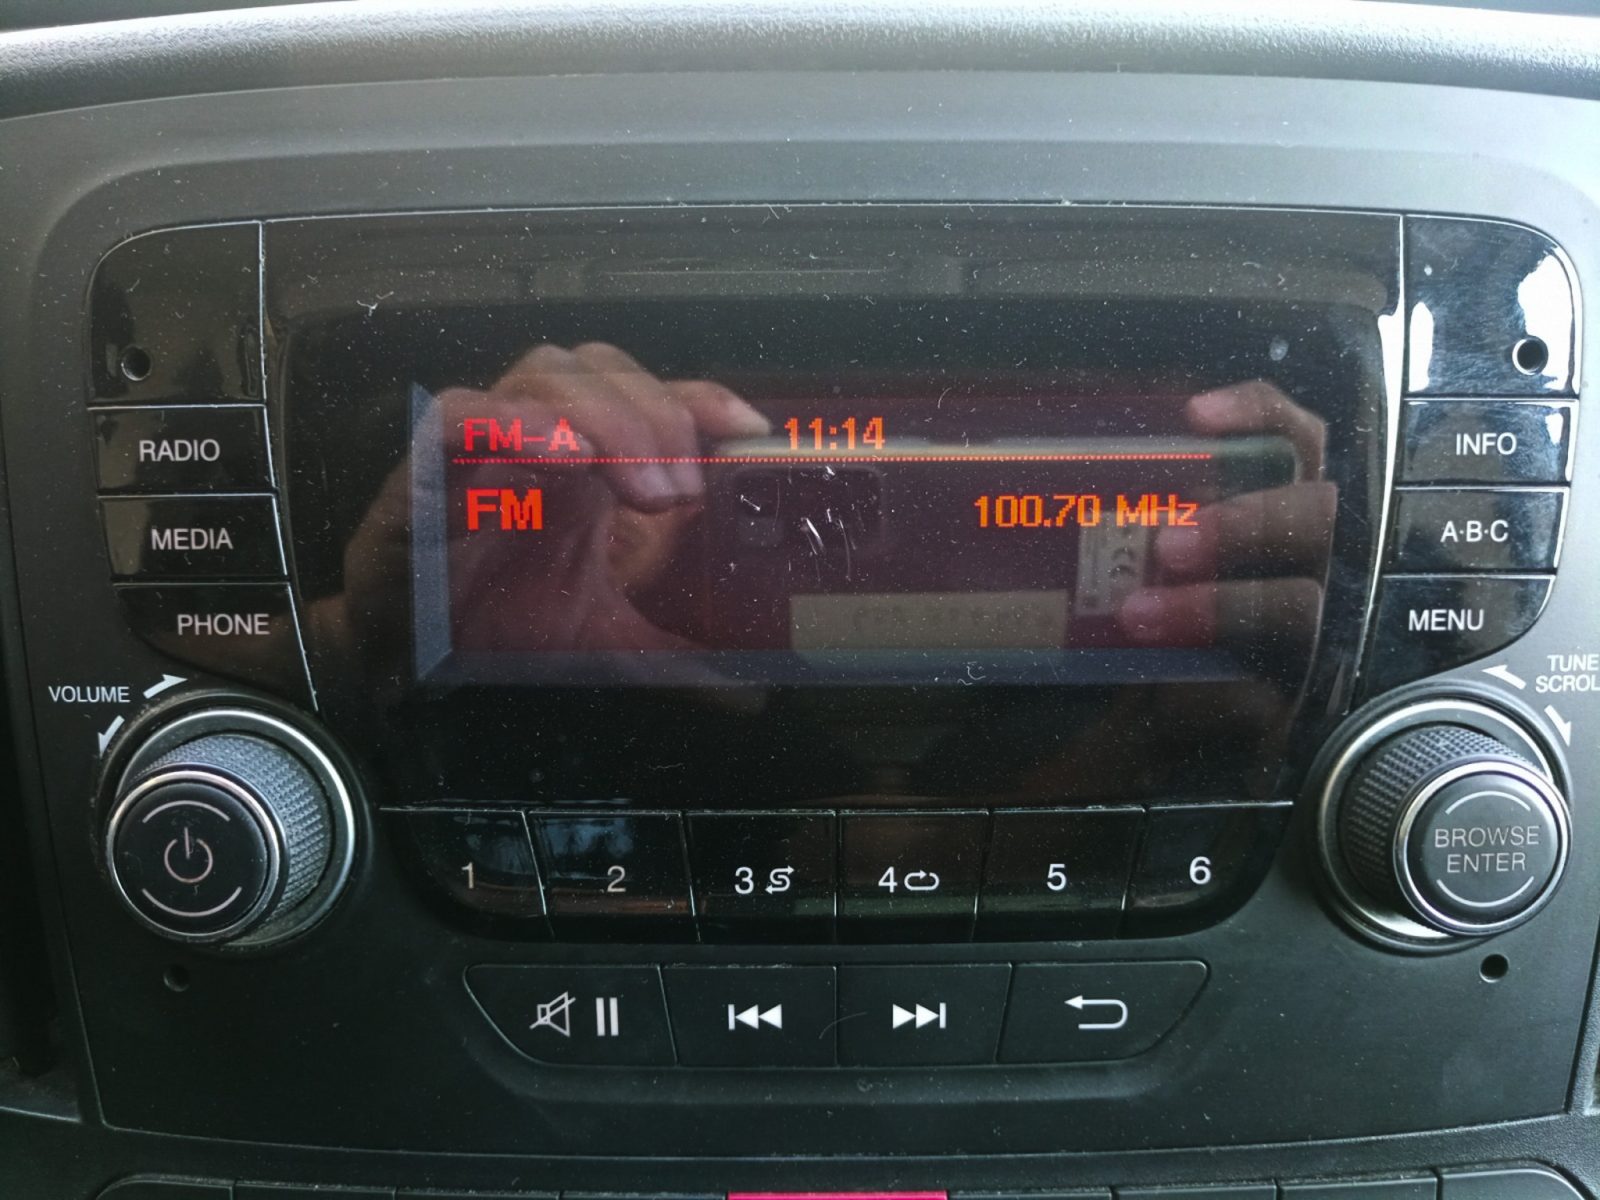 FM-A 11:14
FM 100.70 MHz
RADIO
MEDIA
PHONE
INFO
A·B·C
MENU
VOLUME
TUNE
SCROL
BROWSE
ENTER
1 2 3 4 5 6